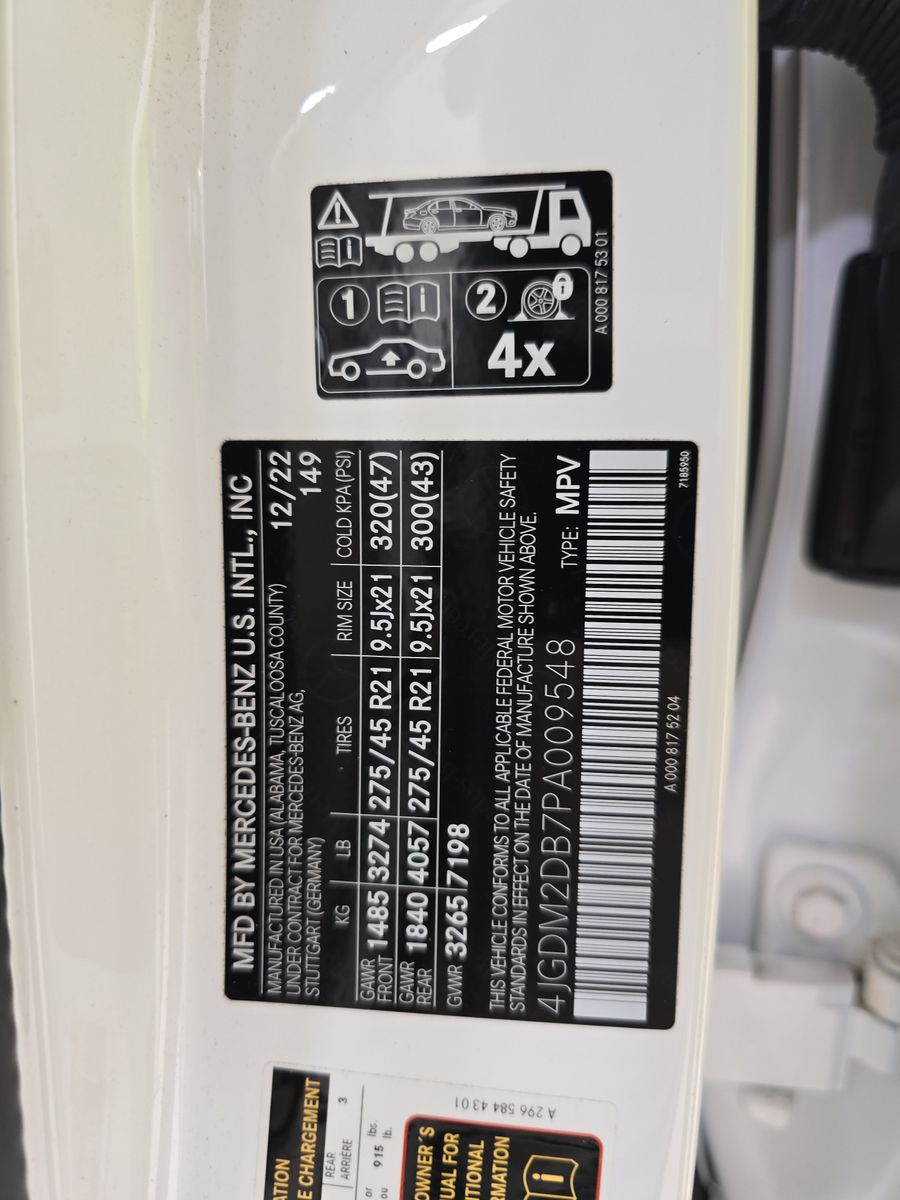 1
2
4x
A 000 817 53 01
MFD BY MERCEDES-BENZ U.S. INTL., INC
MANUFACTURED IN USA (ALABAMA, TUSCALOOSA COUNTY) 12/22
UNDER CONTRACT FOR MERCEDES-BENZ AG, 149
STUTTGART (GERMANY)
KG LB TIRES RIM SIZE COLD KPA (PSI)
GAWR FRONT 1485 3274 275/45 R21 9.5Jx21 320(47)
GAWR REAR 1840 4057 275/45 R21 9.5Jx21 300(43)
GVWR 3265 7198
THIS VEHICLE CONFORMS TO ALL APPLICABLE FEDERAL MOTOR VEHICLE SAFETY
STANDARDS IN EFFECT ON THE DATE OF MANUFACTURE SHOWN ABOVE.
4JGDM2DB7PA009548 TYPE: MPV
A 000 817 52 04 7185950
E CHARGEMENT
REAR
ARRIÈRE 3
or lbs.
ou 915 lb.
OWNER'S
FOR
A 296 584 43 01